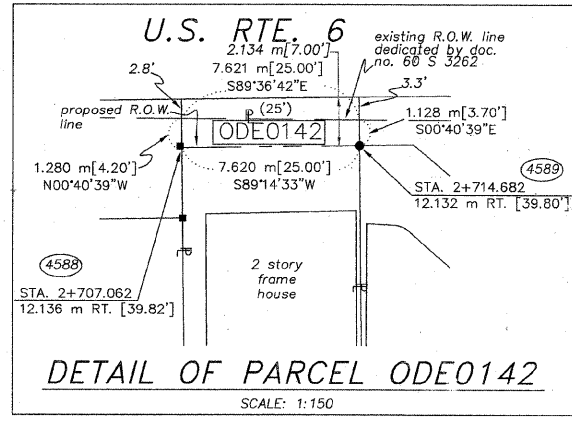 U.S. RTE. 6
existing R.O.W. line
dedicated by doc.
no. 60 S 3262
2.134 m[7.00']
2.8'
7.621 m[25.00']
S89°36'42"E
3.3'
proposed R.O.W.
line
(25')
ODE0142
1.128 m[3.70']
S00°40'39"E
1.280 m[4.20']
N00°40'39"W
7.620 m[25.00']
S89°14'33"W
4589
STA. 2+714.682
12.132 m RT. [39.80']
4588
STA. 2+707.062
12.136 m RT. [39.82']
2 story
frame
house
DETAIL OF PARCEL ODE0142
SCALE: 1:150